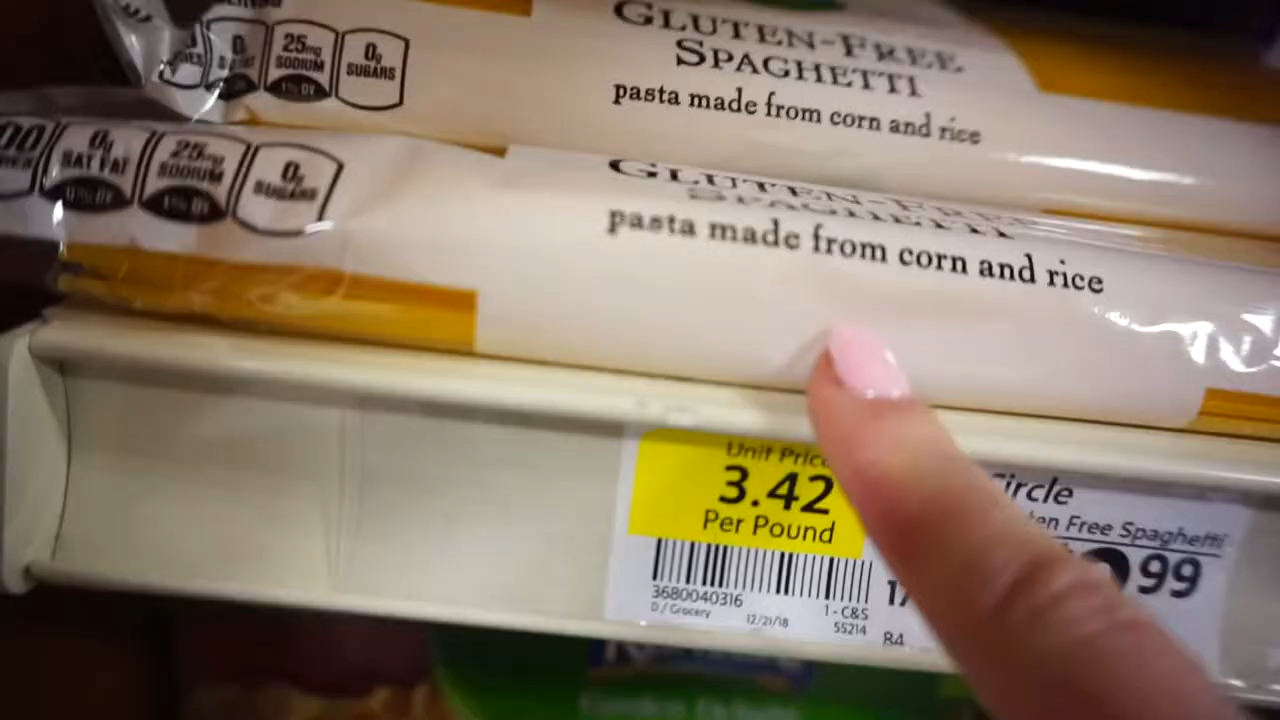 25mg
SODIUM
1% DV
0g
SUGARS
GLUTEN-FREE
SPAGHETTI
pasta made from corn and rice
0g
SAT FAT
0% DV
25mg
SODIUM
1% DV
0g
SUGARS
GLUTEN-FREE
SPAGHETTI
pasta made from corn and rice
Unit Price
3.42
Per Pound
3680040316
D / Grocery
12/21/18
1 - C&S
55214
R4
Free Spaghetti
99